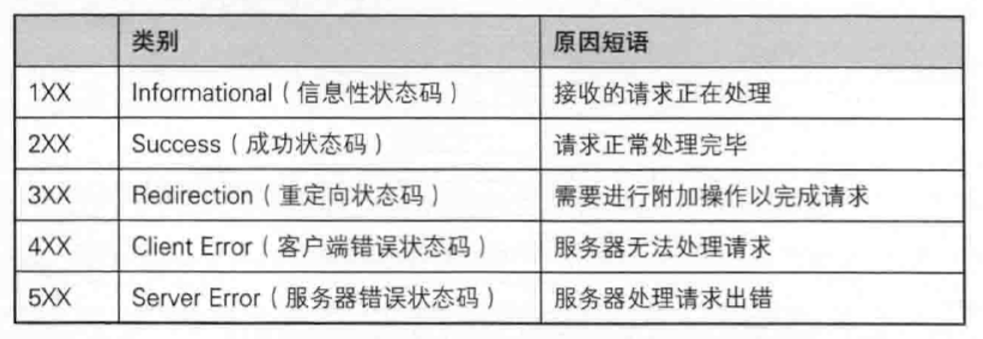 类别 原因短语
1XX Informational（信息性状态码） 接收的请求正在处理
2XX Success（成功状态码） 请求正常处理完毕
3XX Redirection（重定向状态码） 需要进行附加操作以完成请求
4XX Client Error（客户端错误状态码） 服务器无法处理请求
5XX Server Error（服务器错误状态码） 服务器处理请求出错